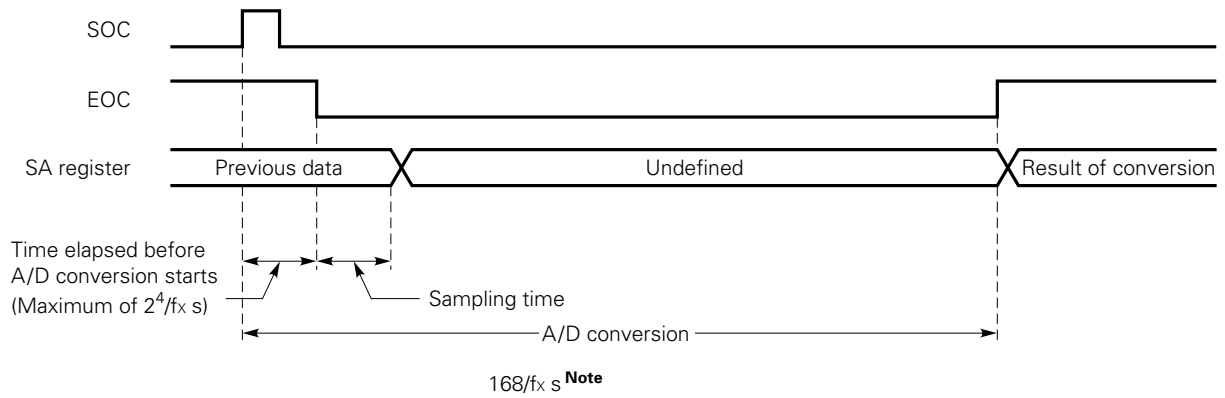 SOC
EOC
SA register
Previous data
Undefined
Result of conversion
Time elapsed before
A/D conversion starts
(Maximum of 2⁴/fx s)
Sampling time
A/D conversion
168/fx s Note